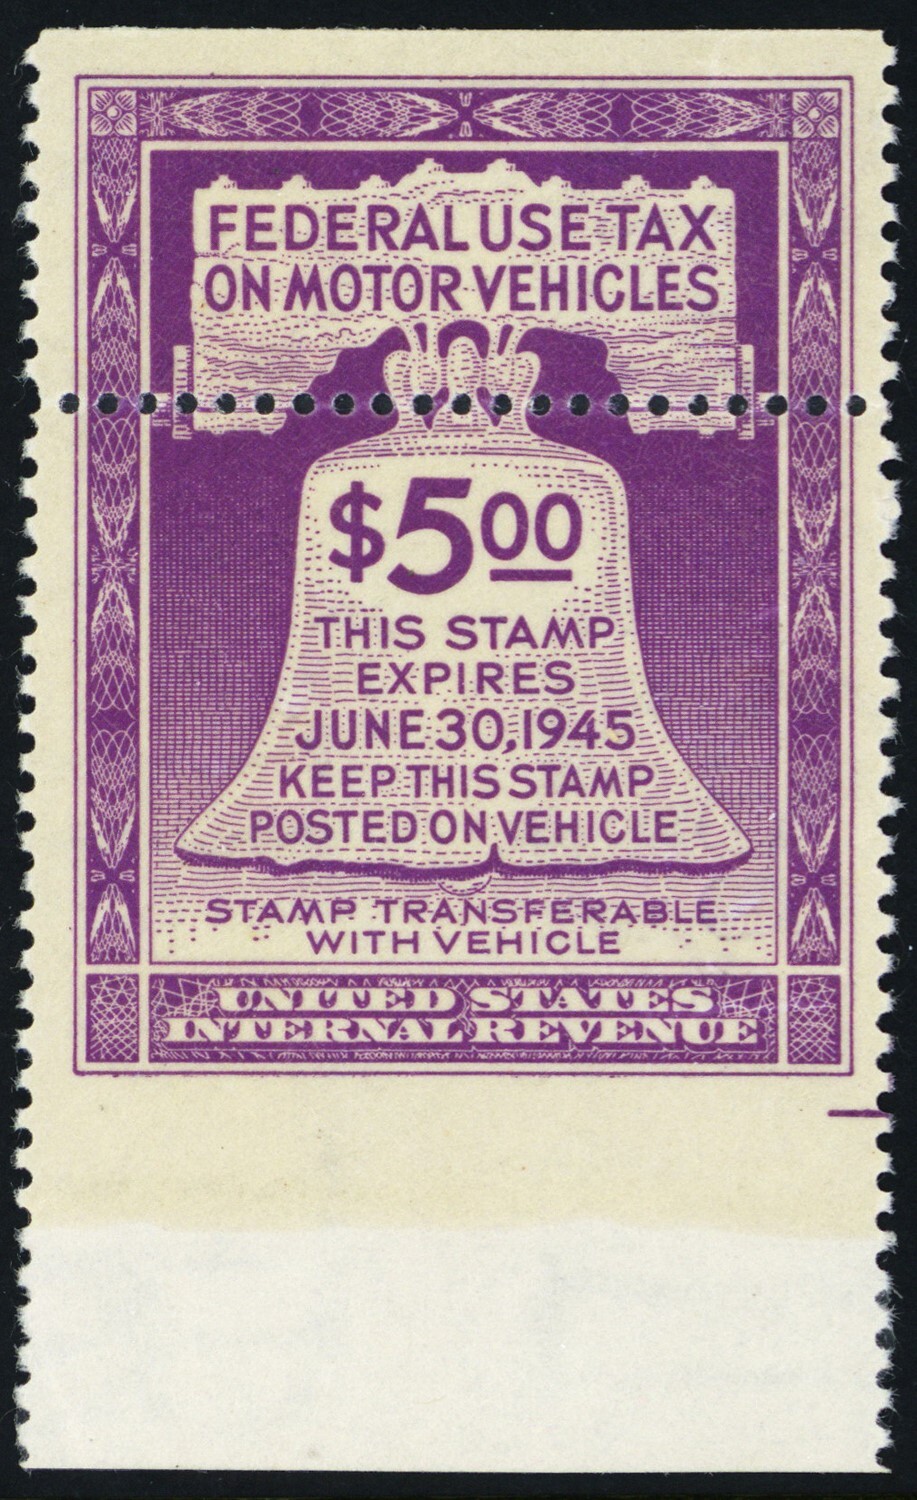 FEDERAL USE TAX
ON MOTOR VEHICLES
$5.00
THIS STAMP
EXPIRES
JUNE 30, 1945
KEEP THIS STAMP
POSTED ON VEHICLE
STAMP TRANSFERABLE
WITH VEHICLE
UNITED STATES
INTERNAL REVENUE